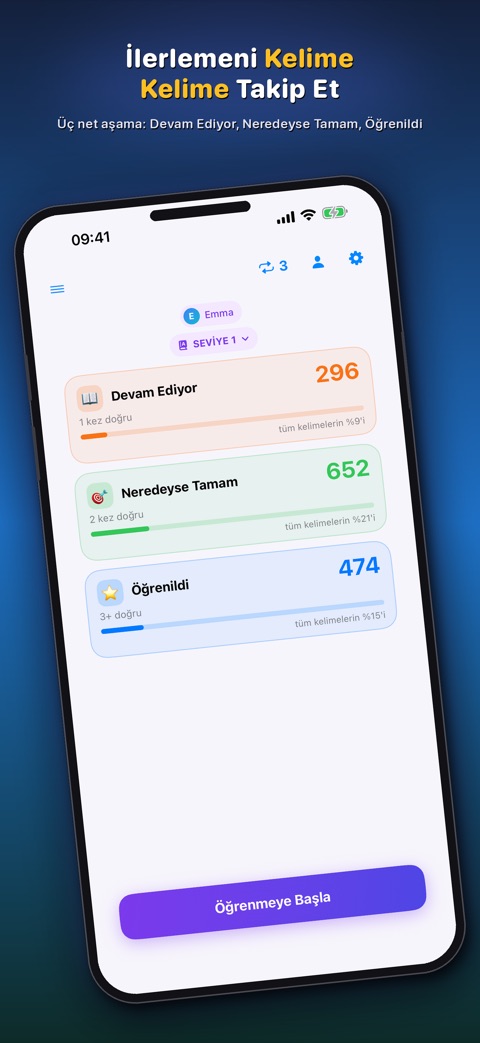 İlerlemeni Kelime
Kelime Takip Et
Üç net aşama: Devam Ediyor, Neredeyse Tamam, Öğrenildi
09:41
3
E Emma
SEVİYE 1
Devam Ediyor
296
1 kez doğru
tüm kelimelerin %9'i
Neredeyse Tamam
652
2 kez doğru
tüm kelimelerin %21'i
Öğrenildi
474
3+ doğru
tüm kelimelerin %15'i
Öğrenmeye Başla